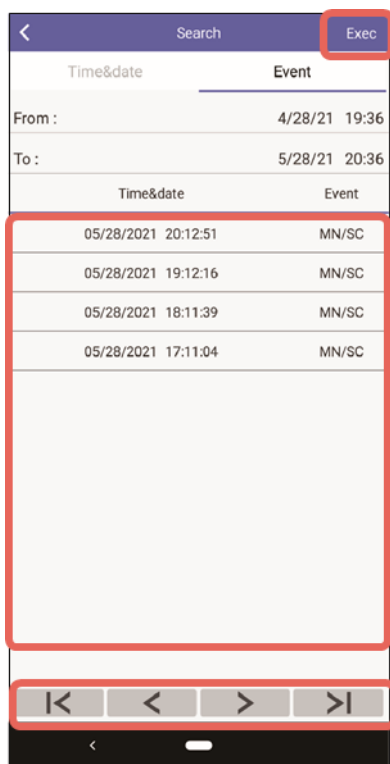 Search Exec
Time&date Event
From : 4/28/21 19:36
To : 5/28/21 20:36
Time&date Event
05/28/2021 20:12:51 MN/SC
05/28/2021 19:12:16 MN/SC
05/28/2021 18:11:39 MN/SC
05/28/2021 17:11:04 MN/SC